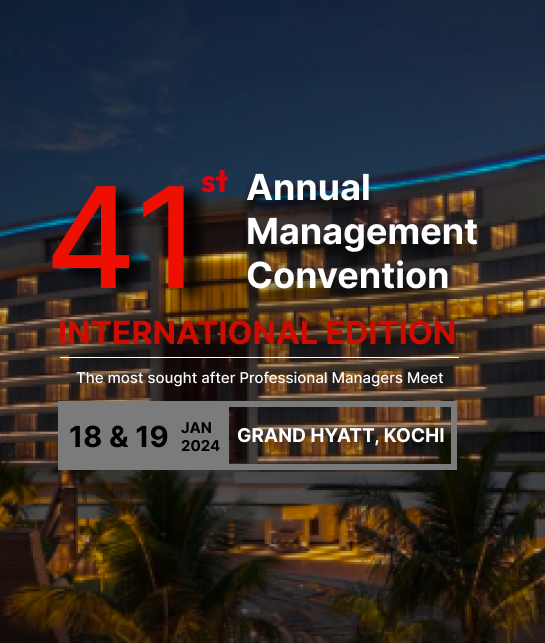 41st
Annual
Management
Convention
INTERNATIONAL EDITION
The most sought after Professional Managers Meet
18 & 19
JAN
2024
GRAND HYATT, KOCHI